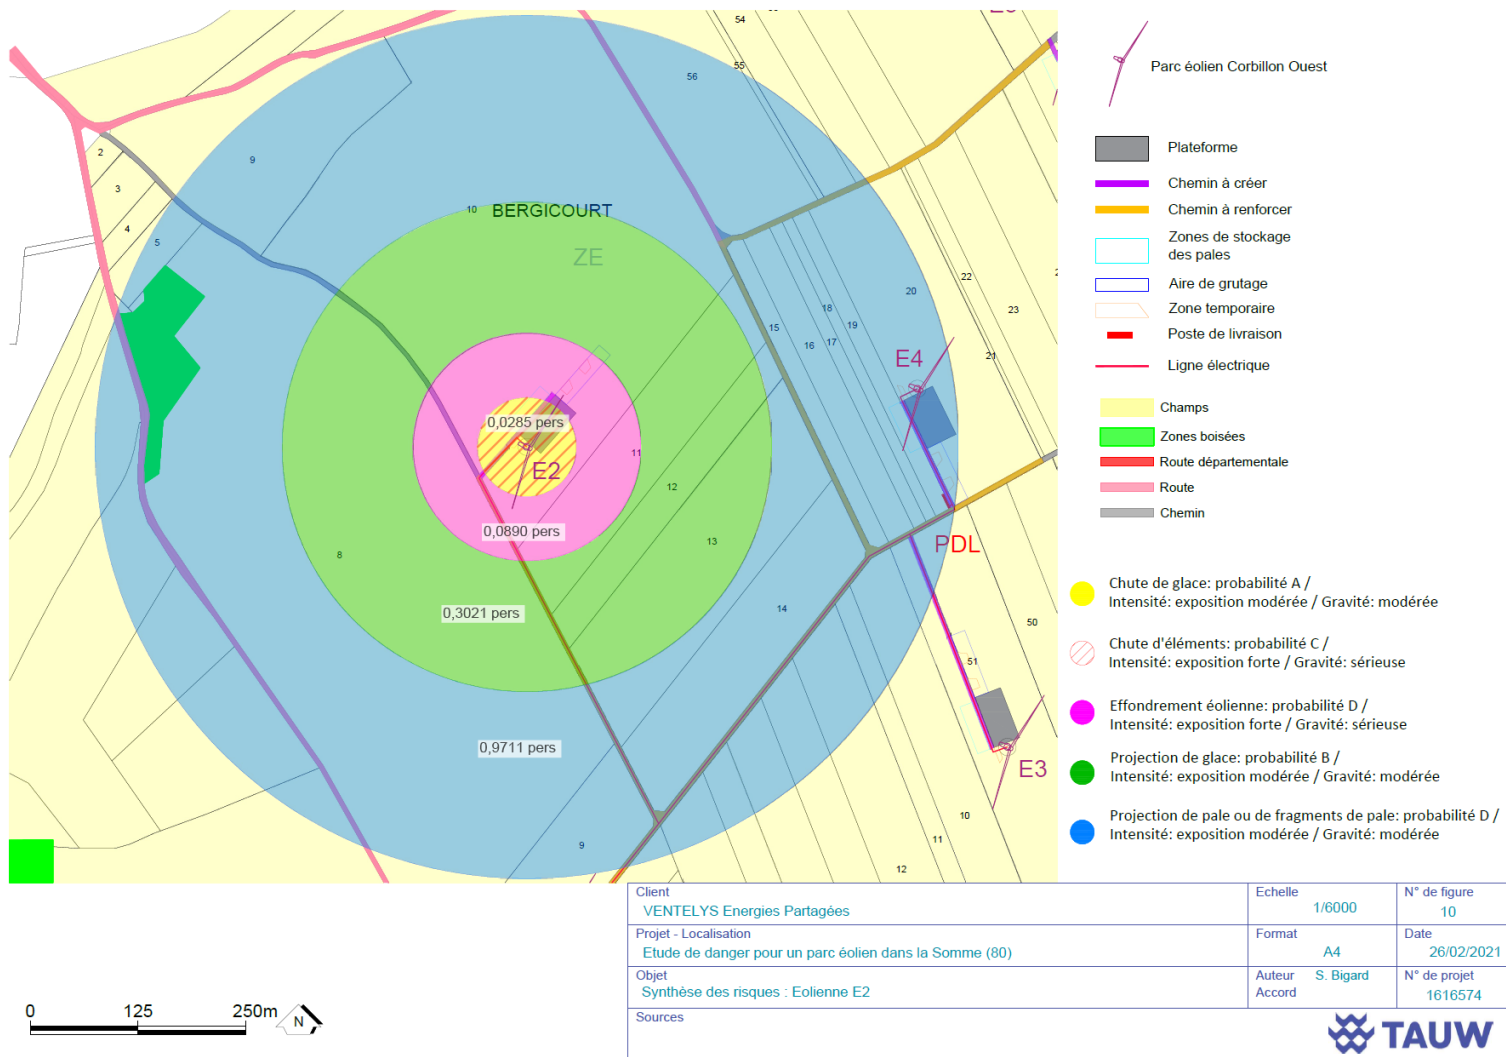 54
55
56
9
2
3
4
5
10
BERGICOURT
ZE
22
20
23
18
15
19
16
17
21
E4
0,0285 pers
E2
11
12
13
0,0890 pers
8
PDL
0,3021 pers
14
50
51
0,9711 pers
E3
10
9
11
12
Parc éolien Corbillon Ouest
Plateforme
Chemin à créer
Chemin à renforcer
Zones de stockage
des pales
Aire de grutage
Zone temporaire
Poste de livraison
Ligne électrique
Champs
Zones boisées
Route départementale
Route
Chemin
Chute de glace: probabilité A /
Intensité: exposition modérée / Gravité: modérée
Chute d'éléments: probabilité C /
Intensité: exposition forte / Gravité: sérieuse
Effondrement éolienne: probabilité D /
Intensité: exposition forte / Gravité: sérieuse
Projection de glace: probabilité B /
Intensité: exposition modérée / Gravité: modérée
Projection de pale ou de fragments de pale: probabilité D /
Intensité: exposition modérée / Gravité: modérée
Client
VENTELYS Energies Partagées
Echelle
1/6000
N° de figure
10
Projet - Localisation
Etude de danger pour un parc éolien dans la Somme (80)
Format
A4
Date
26/02/2021
Objet
Synthèse des risques : Eolienne E2
Auteur S. Bigard
Accord
N° de projet
1616574
Sources
TAUW
0 125 250m
N